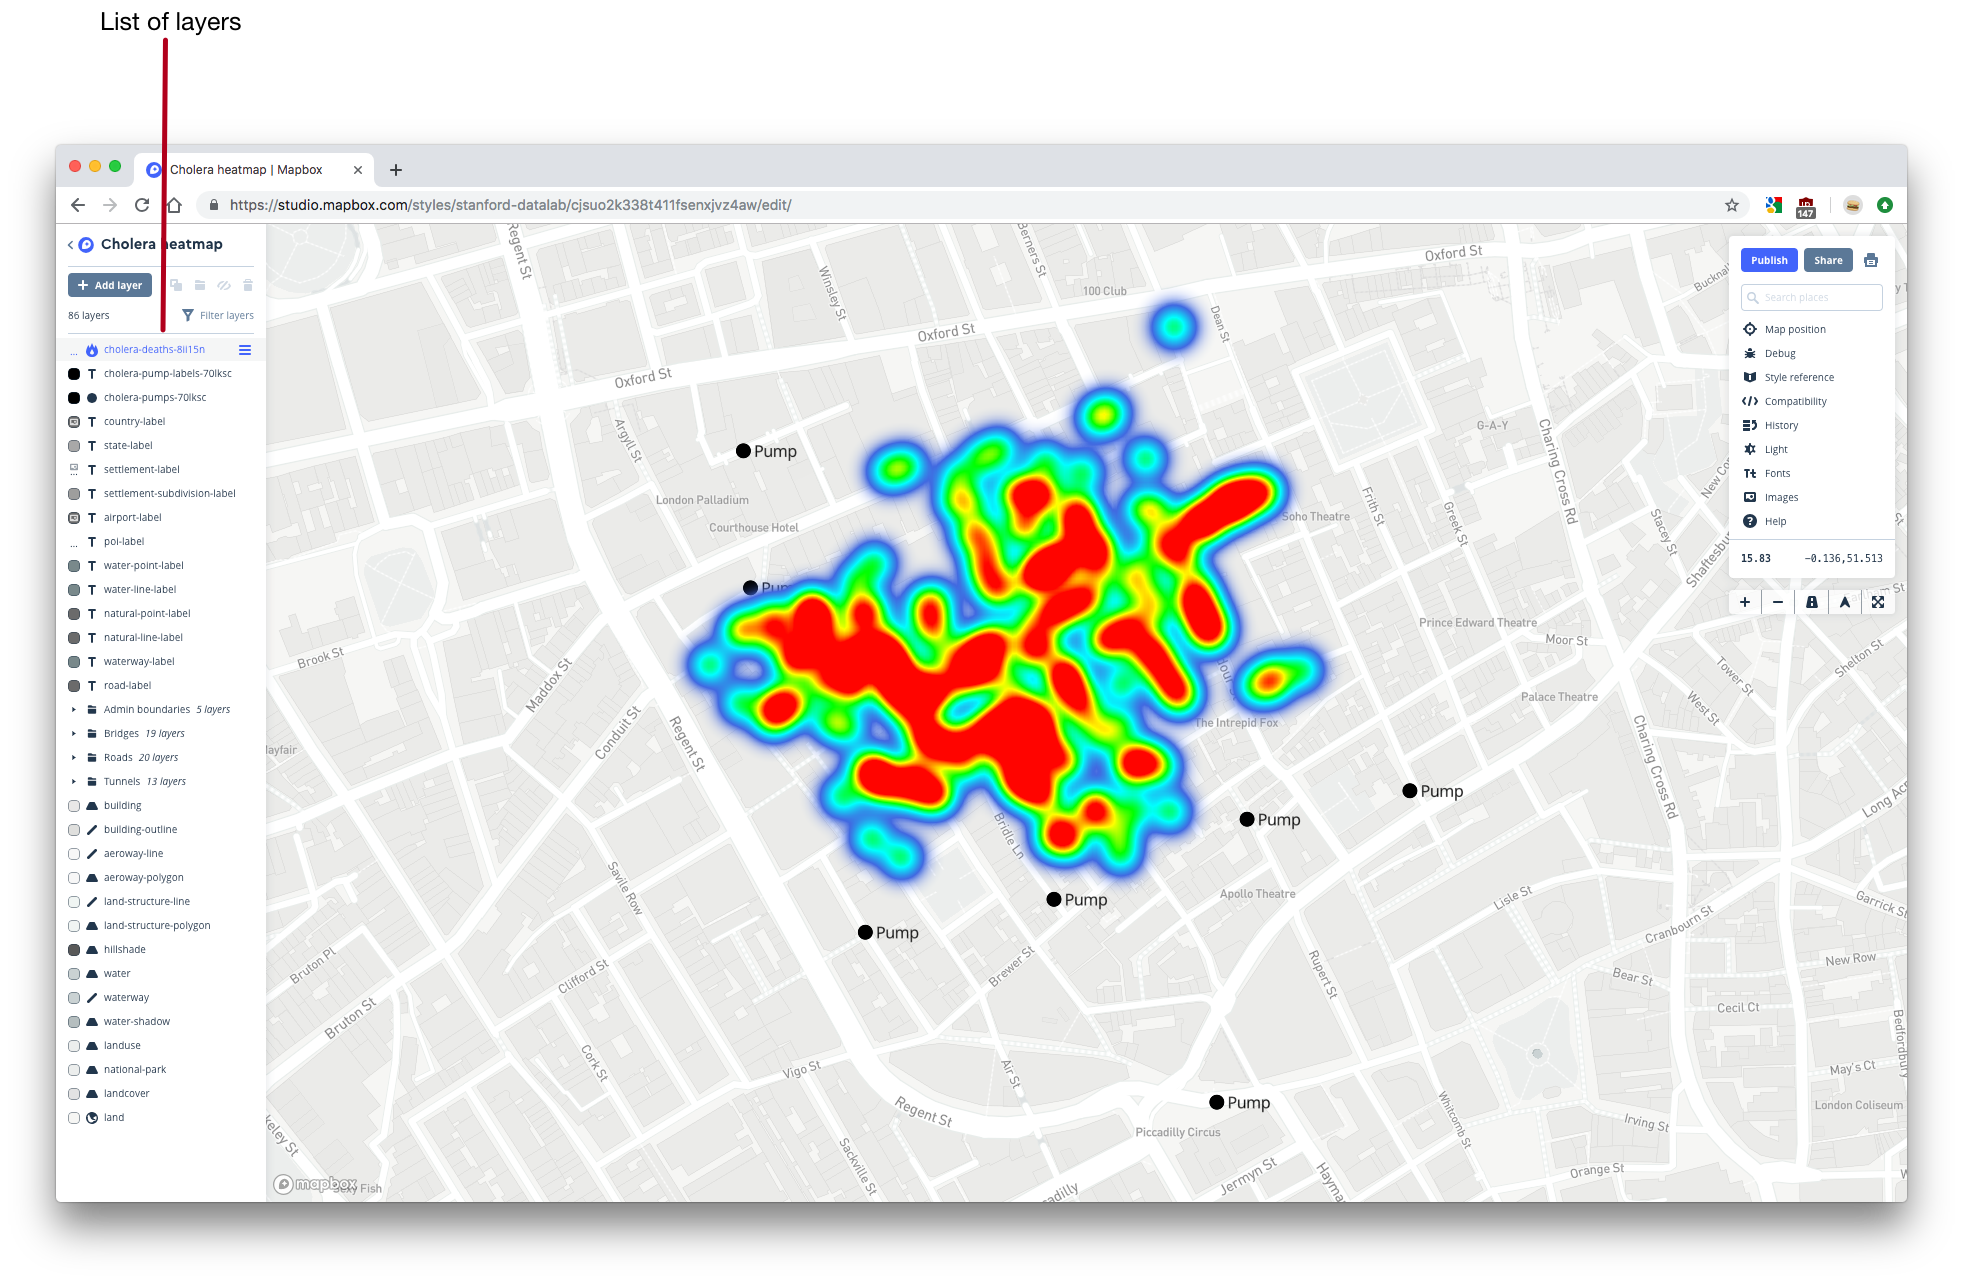 List of layers
Cholera heatmap | Mapbox
https://studio.mapbox.com/styles/stanford-datalab/cjsuo2k338t411fsenxjvz4aw/edit/
147
Cholera heatmap
Add layer
86 layers
Filter layers
cholera-deaths-8ii15n
cholera-pump-labels-70lksc
cholera-pumps-70lksc
country-label
state-label
settlement-label
settlement-subdivision-label
airport-label
poi-label
water-point-label
water-line-label
natural-point-label
natural-line-label
waterway-label
road-label
Admin boundaries 5 layers
Bridges 19 layers
Roads 20 layers
Tunnels 13 layers
building
building-outline
aeroway-line
aeroway-polygon
land-structure-line
land-structure-polygon
hillshade
water
waterway
water-shadow
landuse
national-park
landcover
land
Publish
Share
Search places
Map position
Debug
Style reference
Compatibility
History
Light
Fonts
Images
Help
15.83
-0.136,51.513
Regent St
Berners St
Winsley St
100 Club
Oxford St
Dean St
Oxford St
Oxford St
Argyll St
Pump
London Palladium
Courthouse Hotel
G-A-Y
Charing Cross Rd
Soho Theatre
Frith St
Greek St
Stacey St
Pump
Prince Edward Theatre
Moor St
Tower St
Shelton St
West St
Palace Theatre
Brook St
Maddox St
Conduit St
Regent St
The Intrepid Fox
Charing Cross Rd
Pump
Pump
Bridle Ln
Savile Row
Apollo Theatre
Lisle St
Cranbourn St
Garrick St
Pump
Pump
Brewer St
Rupert St
Bear St
New Row
Cecil Ct
Bruton Pl
Bruton St
Clifford St
Cork St
Vigo St
Air St
Regent St
Pump
Piccadilly Circus
Whitcomb St
Irving St
May's Ct
London Coliseum
Orange St
Sackville St
Jermyn St
mapbox